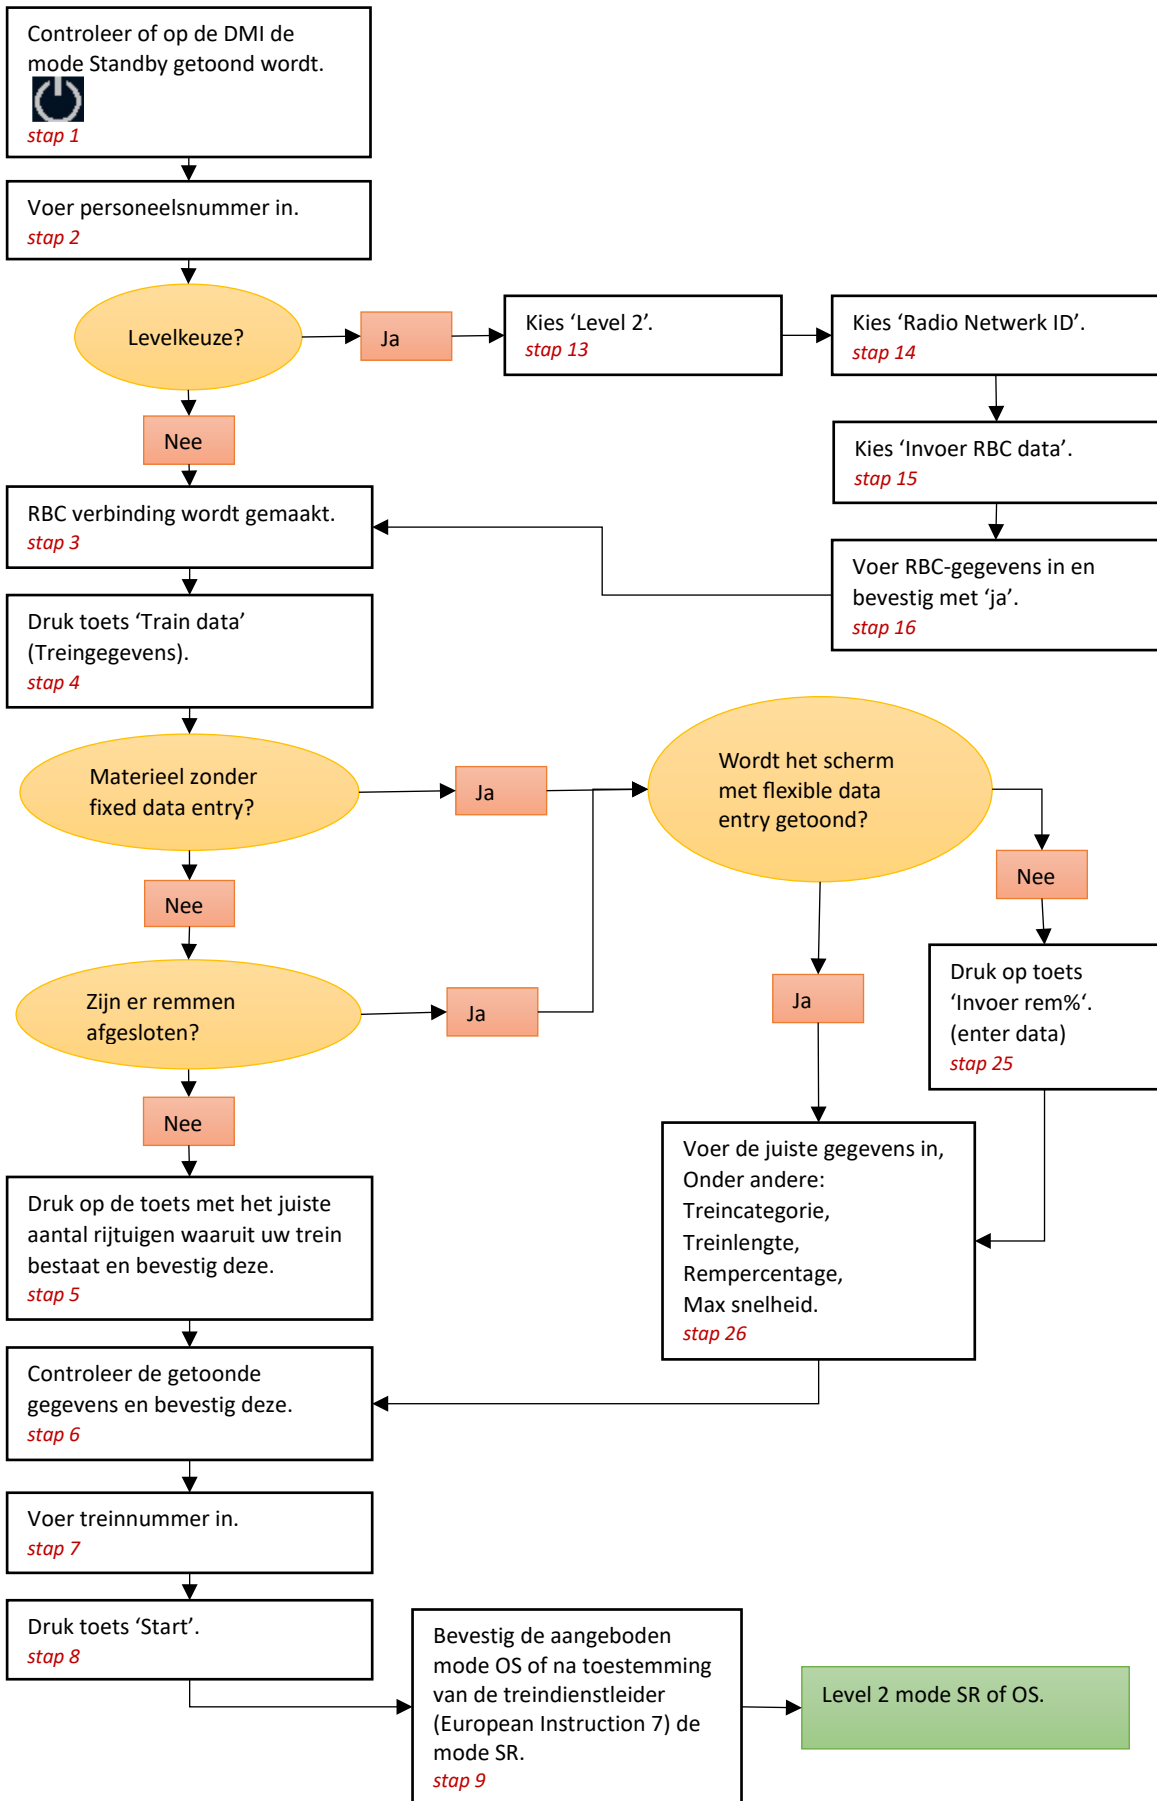 Controleer of op de DMI de
mode Standby getoond wordt.
stap 1
Voer personeelsnummer in.
stap 2
Levelkeuze?
Ja
Kies ‘Level 2’.
stap 13
Kies ‘Radio Netwerk ID’.
stap 14
Nee
Kies ‘Invoer RBC data’.
stap 15
RBC verbinding wordt gemaakt.
stap 3
Voer RBC-gegevens in en
bevestig met ‘ja’.
stap 16
Druk toets ‘Train data’
(Treingegevens).
stap 4
Materieel zonder
fixed data entry?
Ja
Wordt het scherm
met flexible data
entry getoond?
Nee
Nee
Zijn er remmen
afgesloten?
Ja
Ja
Druk op toets
‘Invoer rem%‘.
(enter data)
stap 25
Nee
Voer de juiste gegevens in,
Onder andere:
Treincategorie,
Treinlengte,
Rempercentage,
Max snelheid.
stap 26
Druk op de toets met het juiste
aantal rijtuigen waaruit uw trein
bestaat en bevestig deze.
stap 5
Controleer de getoonde
gegevens en bevestig deze.
stap 6
Voer treinnummer in.
stap 7
Druk toets ‘Start’.
stap 8
Bevestig de aangeboden
mode OS of na toestemming
van de treindienstleider
(European Instruction 7) de
mode SR.
stap 9
Level 2 mode SR of OS.